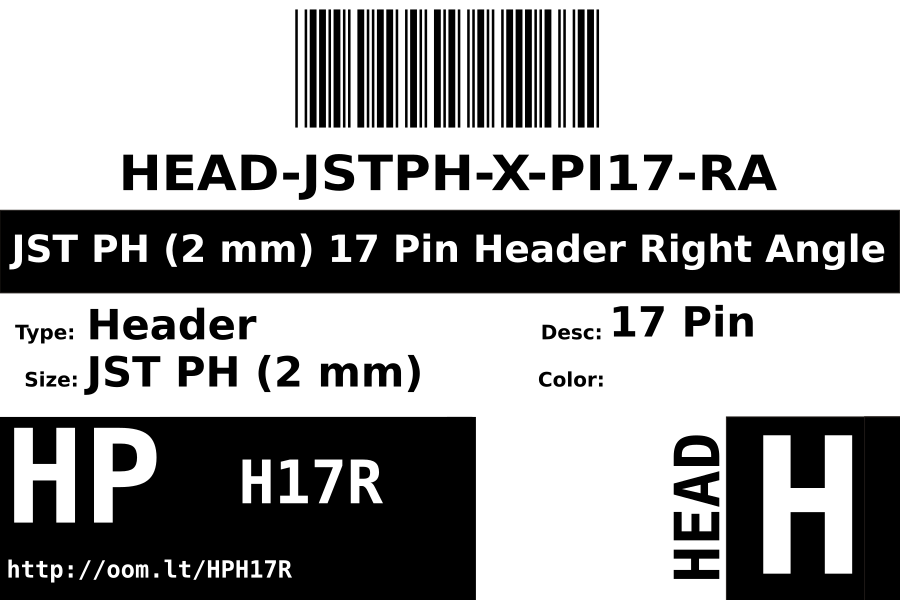 HEAD-JSTPH-X-PI17-RA
JST PH (2 mm) 17 Pin Header Right Angle
Type: Header
Desc: 17 Pin
Size: JST PH (2 mm)
Color:
HP
H17R
http://oom.lt/HPH17R
HEAD
H